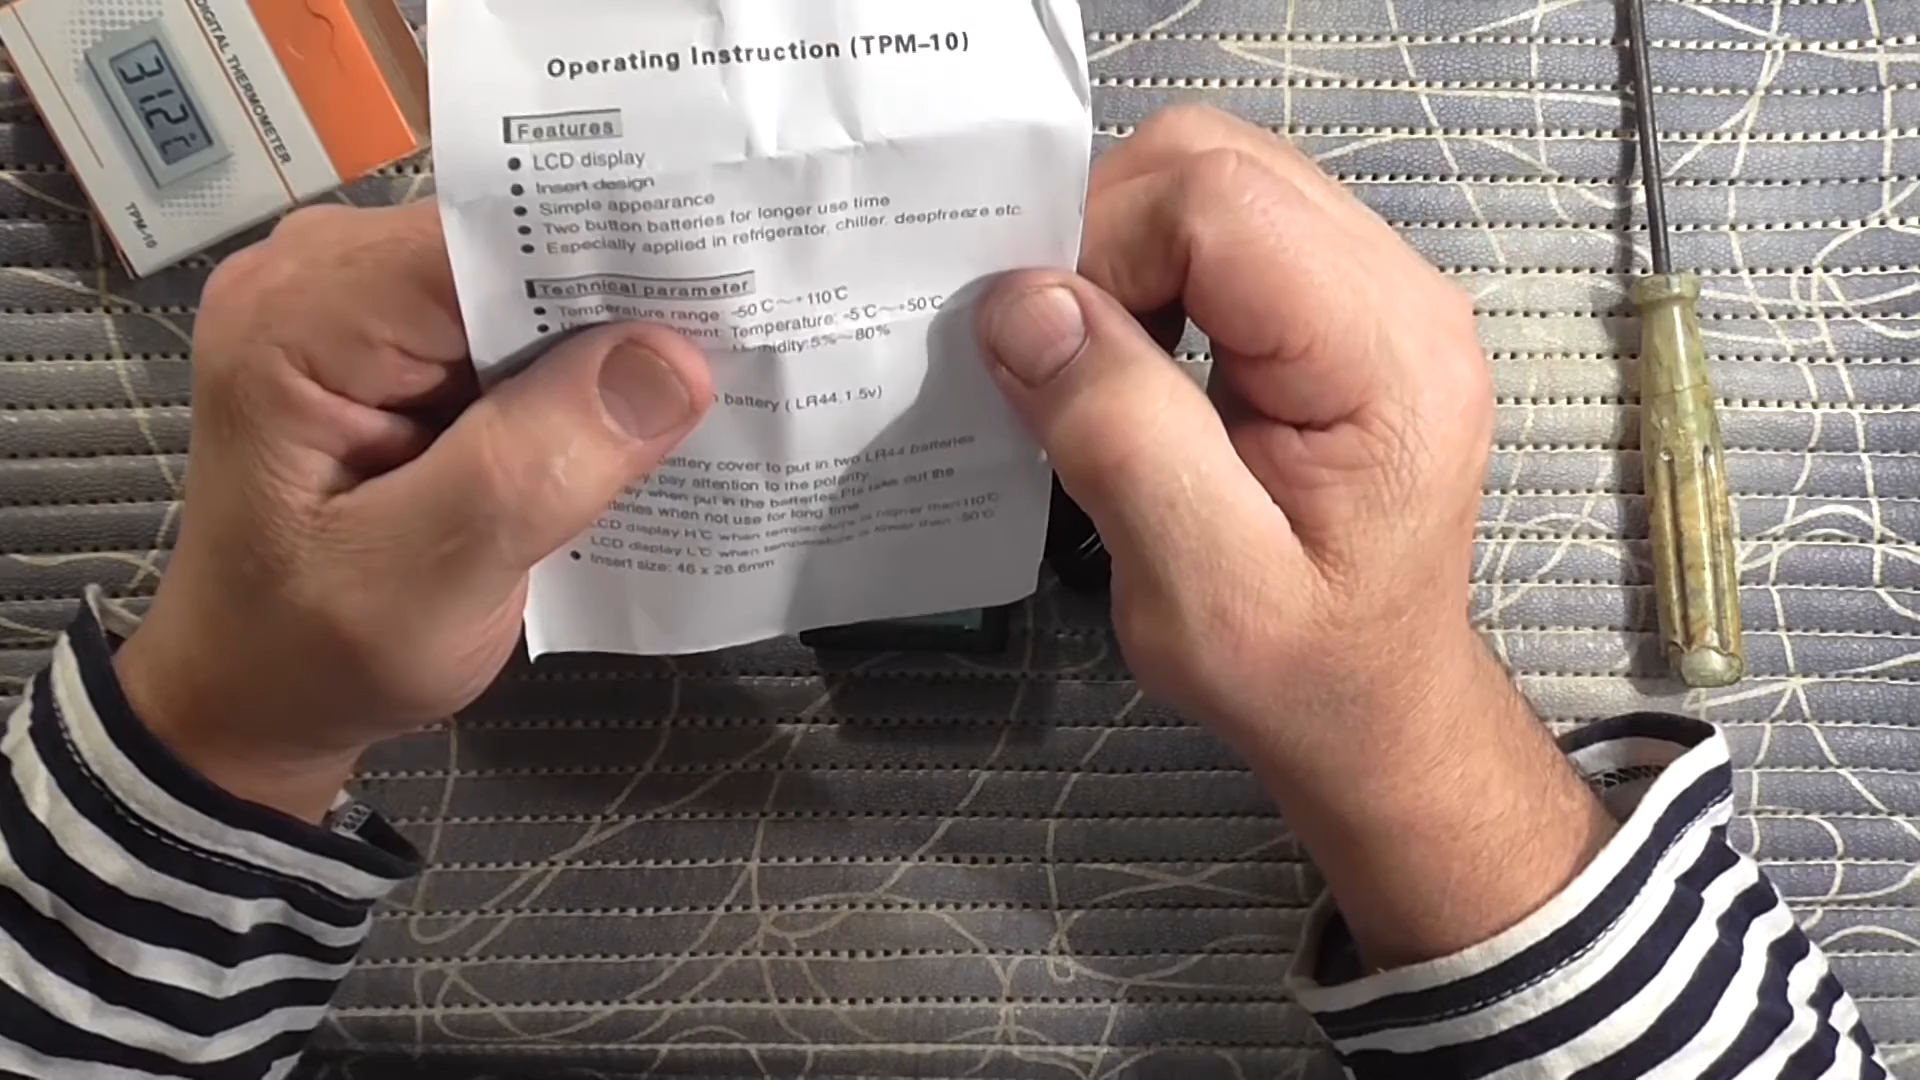 DIGITAL THERMOMETER
31.2 °C
TPM-10
Operating Instruction (TPM-10)
Features
● LCD display
● Insert design
● Simple appearance
● Two button batteries for longer use time
● Especially applied in refrigerator, chiller, deepfreeze etc
Technical parameter
● Temperature range: -50℃～+110℃
Temperature: -5℃～+50℃
Humidity:5%～80%
battery ( LR44,1.5v)
battery cover to put in two LR44 batteries
pay attention to the polarity
when put in the batteries, Pls take out the
when not use for long time
LCD display H℃ when temperature is higher than 110℃
LCD display L℃ when temperature is lower than -50℃
● Insert size: 46 x 26.6mm